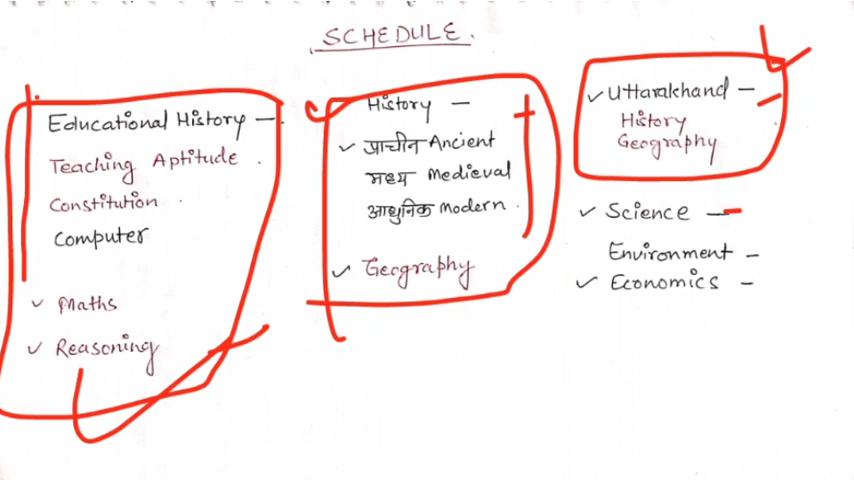 SCHEDULE.
Educational History -
Teaching Aptitude.
Constitution.
Computer
✓ Maths
✓ Reasoning
History -
✓ प्राचीन Ancient
मध्य Medieval
आधुनिक Modern.
✓ Geography
✓ Uttarakhand -
History
Geography
✓ Science -
Environment -
✓ Economics -